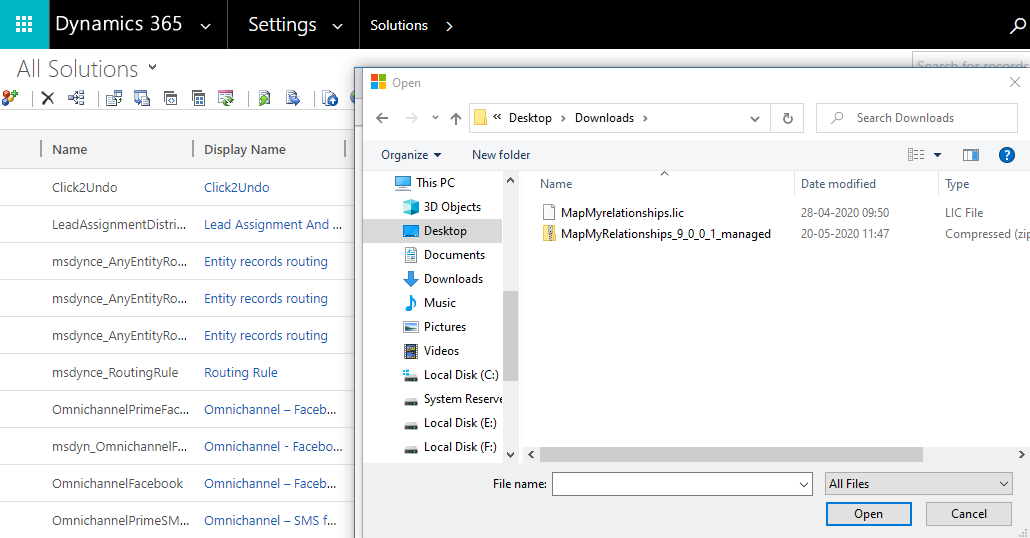 Dynamics 365
Settings
Solutions
All Solutions
Search for records
Name
Display Name
Click2Undo
Click2Undo
LeadAssignmentDistri...
Lead Assignment And ...
msdynce_AnyEntityRo...
Entity records routing
msdynce_AnyEntityRo...
Entity records routing
msdynce_AnyEntityRo...
Entity records routing
msdynce_RoutingRule
Routing Rule
OmnichannelPrimeFac...
Omnichannel – Faceb...
msdyn_OmnichannelF...
Omnichannel - Facebo...
OmnichannelFacebook
Omnichannel – Faceb...
OmnichannelPrimeSM...
Omnichannel – SMS f...
Open
« Desktop > Downloads >
Search Downloads
Organize
New folder
This PC
3D Objects
Desktop
Documents
Downloads
Music
Pictures
Videos
Local Disk (C:)
System Reserve
Local Disk (E:)
Local Disk (F:)
Name
Date modified
Type
MapMyrelationships.lic
28-04-2020 09:50
LIC File
MapMyRelationships_9_0_0_1_managed
20-05-2020 11:47
Compressed (zip
File name:
All Files
Open
Cancel